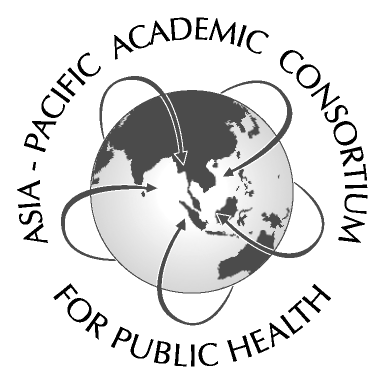 ASIA - PACIFIC ACADEMIC CONSORTIUM
FOR PUBLIC HEALTH